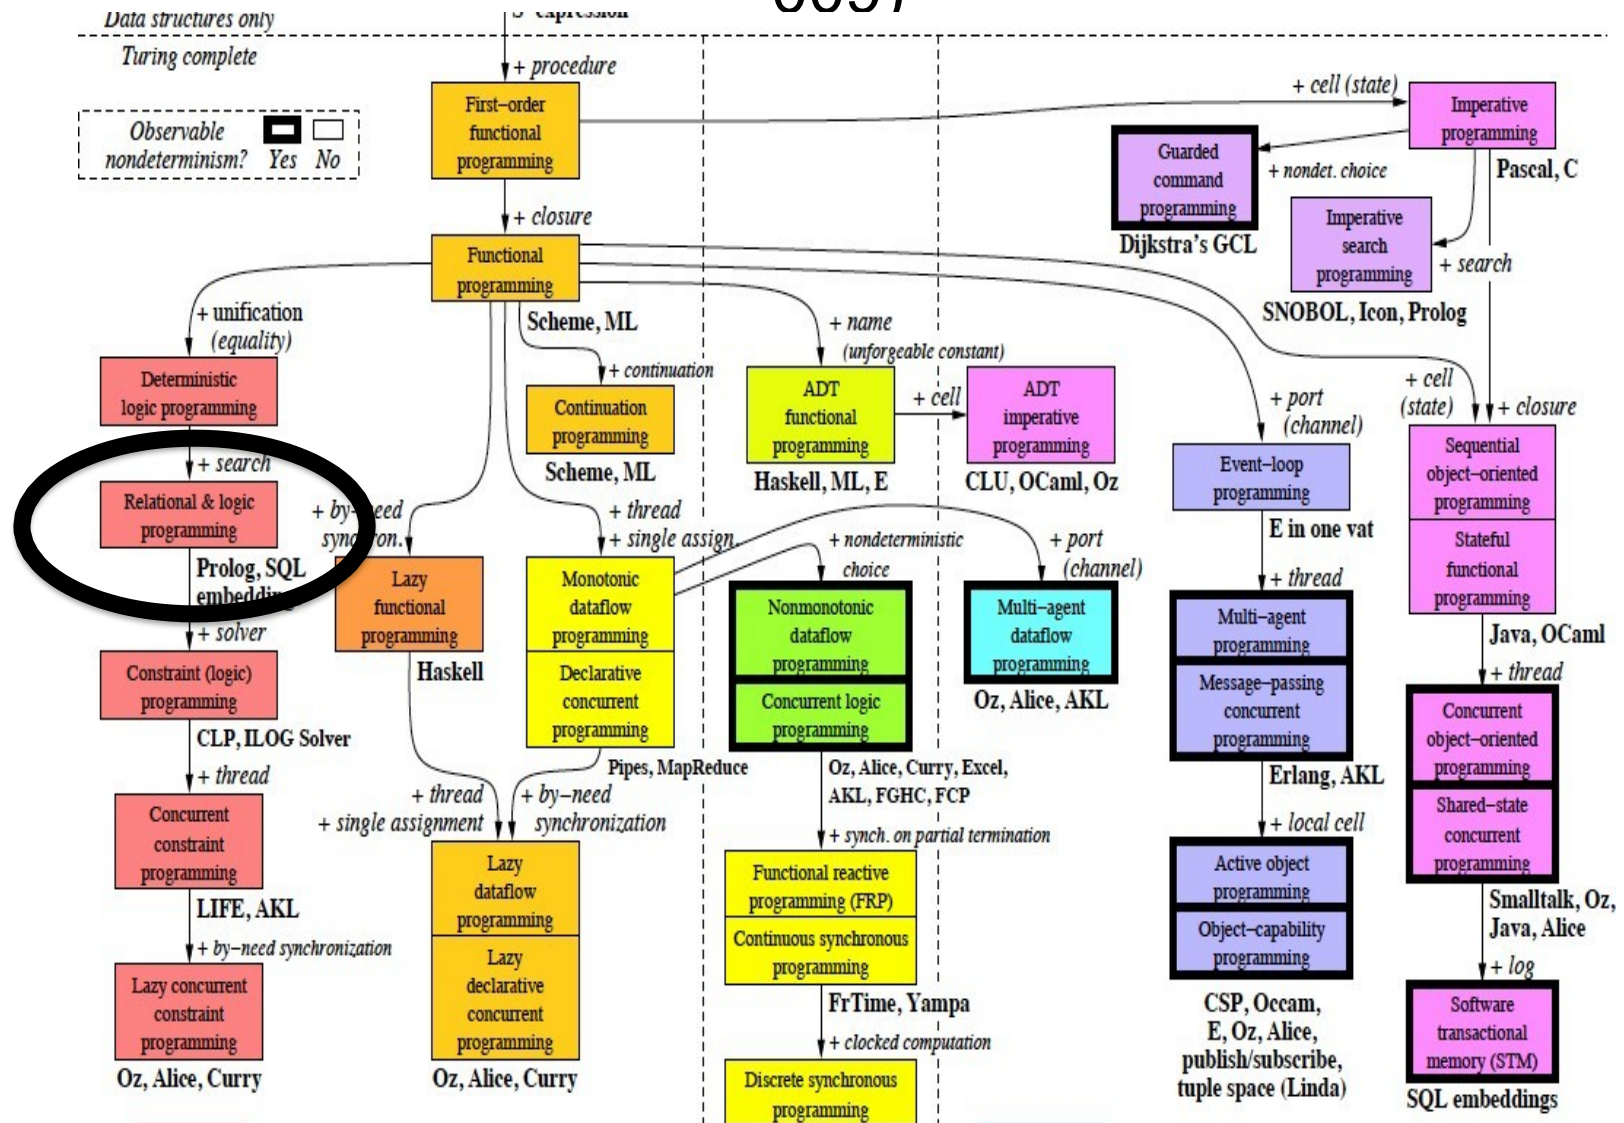 Data structures only
Turing complete
+ procedure
Observable
nondeterminism? Yes No
First−order
functional
programming
+ cell (state)
Imperative
programming
Pascal, C
Guarded
command
programming
+ nondet. choice
Dijkstra's GCL
Imperative
search
programming
+ search
SNOBOL, Icon, Prolog
+ closure
Functional
programming
Scheme, ML
+ unification
(equality)
Deterministic
logic programming
+ search
Relational & logic
programming
Prolog, SQL
embedding
+ solver
Constraint (logic)
programming
CLP, ILOG Solver
+ thread
Concurrent
constraint
programming
LIFE, AKL
+ by−need synchronization
Lazy concurrent
constraint
programming
Oz, Alice, Curry
+ continuation
Continuation
programming
Scheme, ML
+ by−need
synchron.
Lazy
functional
programming
Haskell
+ thread
+ single assign.
Monotonic
dataflow
programming
Declarative
concurrent
programming
Pipes, MapReduce
+ thread
+ single assignment
+ by−need
synchronization
Lazy
dataflow
programming
Lazy
declarative
concurrent
programming
Oz, Alice, Curry
+ name
(unforgeable constant)
ADT
functional
programming
Haskell, ML, E
+ cell
ADT
imperative
programming
CLU, OCaml, Oz
+ nondeterministic
choice
Nonmonotonic
dataflow
programming
Concurrent logic
programming
Oz, Alice, Curry, Excel,
AKL, FGHC, FCP
+ synch. on partial termination
Functional reactive
programming (FRP)
Continuous synchronous
programming
FrTime, Yampa
+ clocked computation
Discrete synchronous
programming
+ port
(channel)
Multi−agent
dataflow
programming
Oz, Alice, AKL
+ port
(channel)
Event−loop
programming
E in one vat
+ thread
Multi−agent
programming
Message−passing
concurrent
programming
Erlang, AKL
+ local cell
Active object
programming
Object−capability
programming
CSP, Occam,
E, Oz, Alice,
publish/subscribe,
tuple space (Linda)
+ cell
(state)
+ closure
Sequential
object−oriented
programming
Stateful
functional
programming
Java, OCaml
+ thread
Concurrent
object−oriented
programming
Shared−state
concurrent
programming
Smalltalk, Oz,
Java, Alice
+ log
Software
transactional
memory (STM)
SQL embeddings